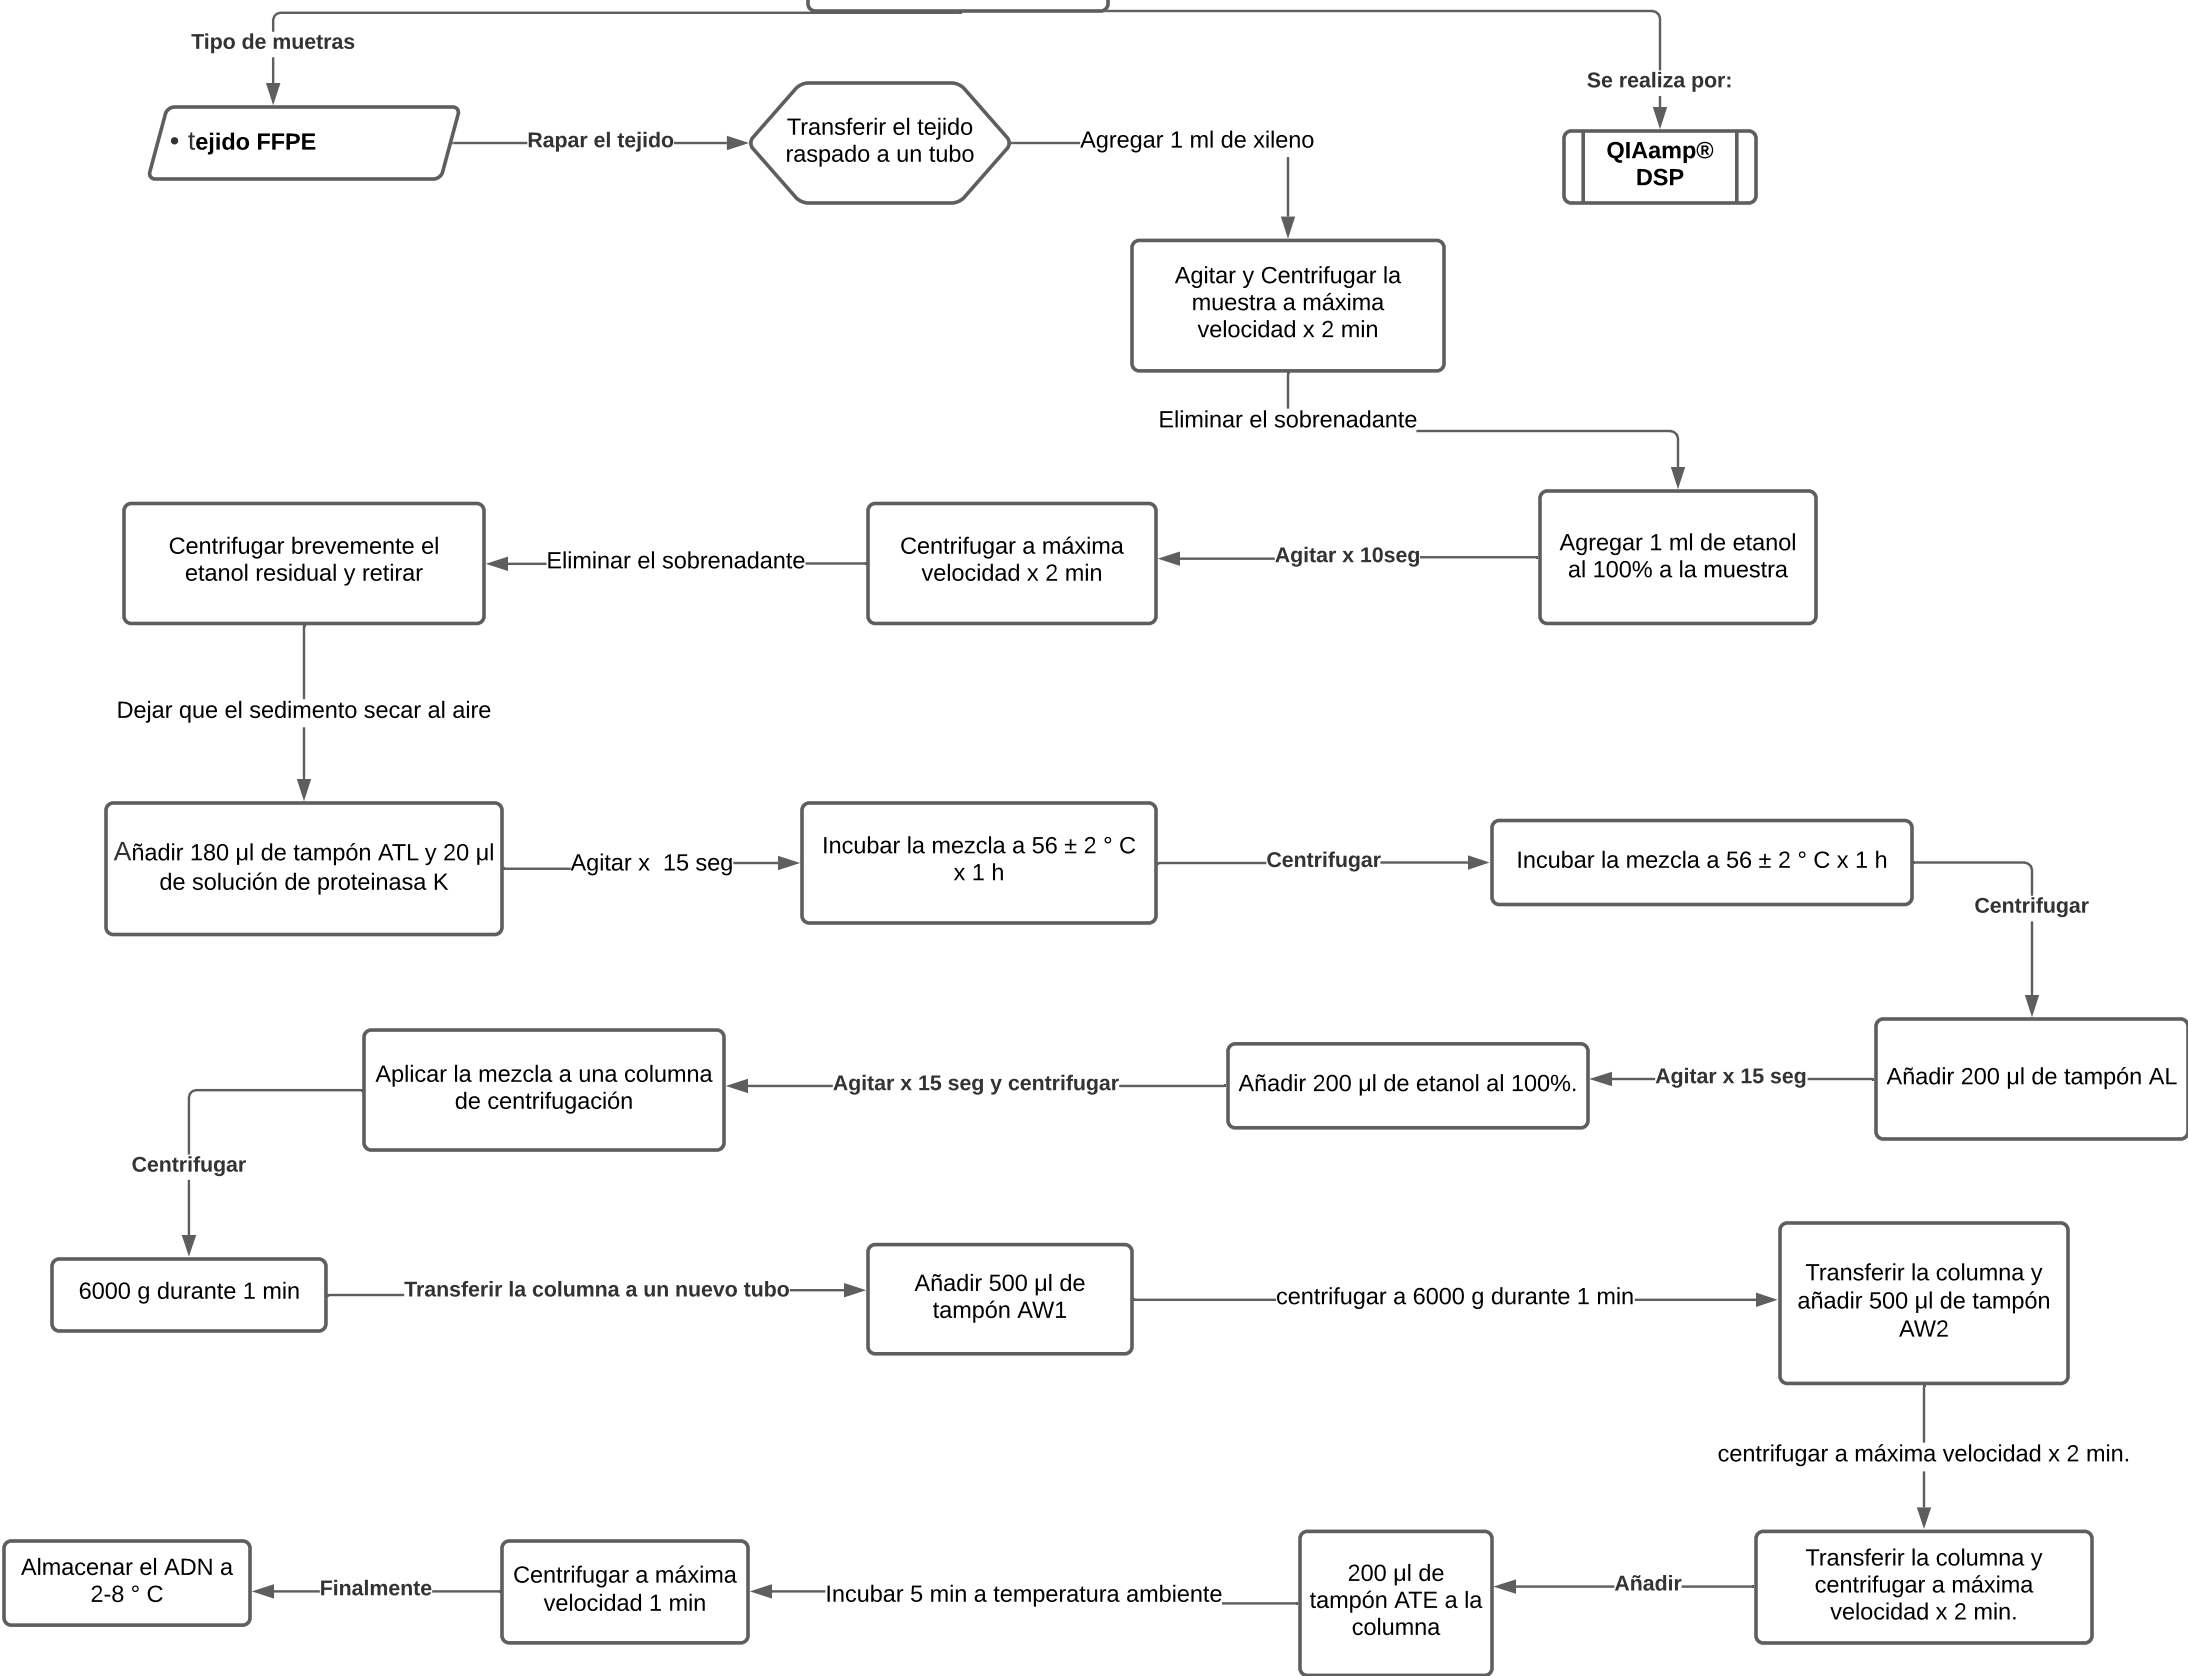 Tipo de muetras
Se realiza por:
• tejido FFPE
Rapar el tejido
Transferir el tejido
raspado a un tubo
Agregar 1 ml de xileno
QIAamp®
DSP
Agitar y Centrifugar la
muestra a máxima
velocidad x 2 min
Eliminar el sobrenadante
Agregar 1 ml de etanol
al 100% a la muestra
Agitar x 10seg
Centrifugar a máxima
velocidad x 2 min
Eliminar el sobrenadante
Centrifugar brevemente el
etanol residual y retirar
Dejar que el sedimento secar al aire
Añadir 180 μl de tampón ATL y 20 μl
de solución de proteinasa K
Agitar x  15 seg
Incubar la mezcla a 56 ± 2 ° C
x 1 h
Centrifugar
Incubar la mezcla a 56 ± 2 ° C x 1 h
Centrifugar
Añadir 200 μl de tampón AL
Agitar x 15 seg
Añadir 200 μl de etanol al 100%.
Agitar x 15 seg y centrifugar
Aplicar la mezcla a una columna
de centrifugación
Centrifugar
6000 g durante 1 min
Transferir la columna a un nuevo tubo
Añadir 500 μl de
tampón AW1
centrifugar a 6000 g durante 1 min
Transferir la columna y
añadir 500 μl de tampón
AW2
centrifugar a máxima velocidad x 2 min.
Transferir la columna y
centrifugar a máxima
velocidad x 2 min.
Añadir
200 μl de
tampón ATE a la
columna
Incubar 5 min a temperatura ambiente
Centrifugar a máxima
velocidad 1 min
Finalmente
Almacenar el ADN a
2-8 ° C